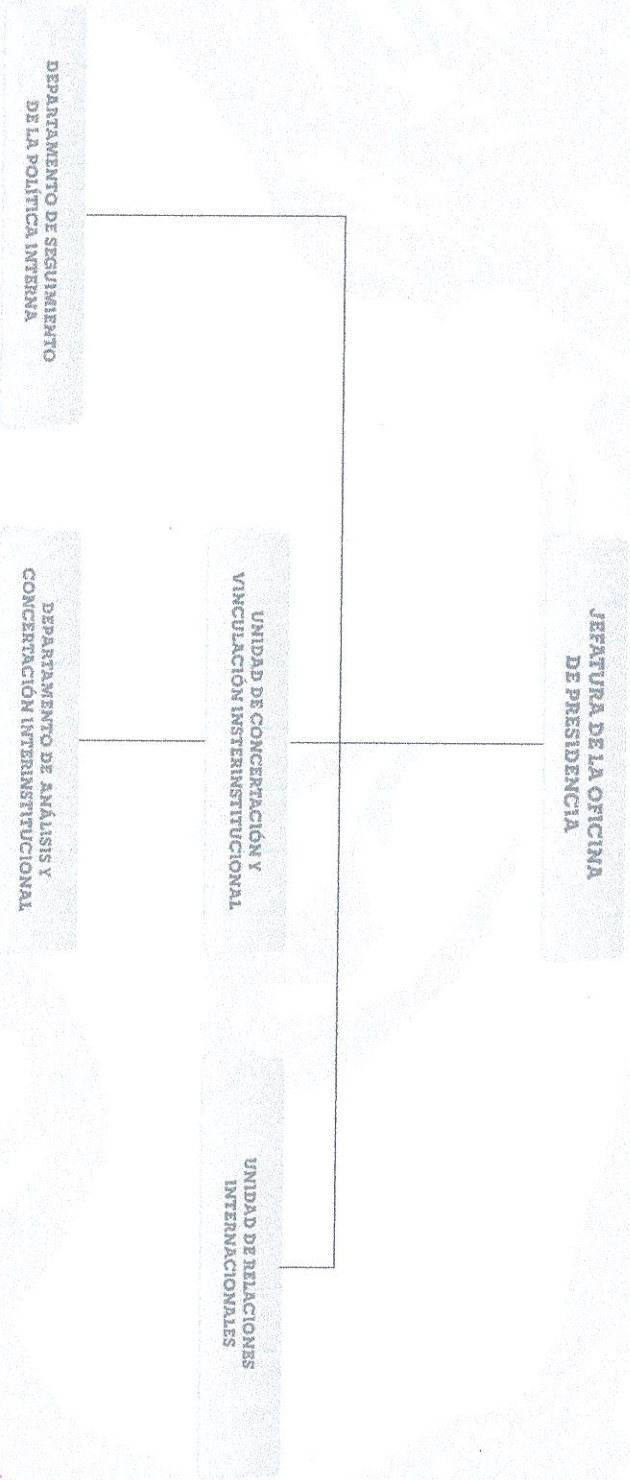 JEFATURA DE LA OFICINA
DE PRESIDENCIA
UNIDAD DE CONCERTACIÓN Y
VINCULACIÓN INSTERINSTITUCIONAL
UNIDAD DE RELACIONES
INTERNACIONALES
DEPARTAMENTO DE SEGUIMIENTO
DE LA POLÍTICA INTERNA
DEPARTAMENTO DE ANÁLISIS Y
CONCERTACIÓN INTERINSTITUCIONAL